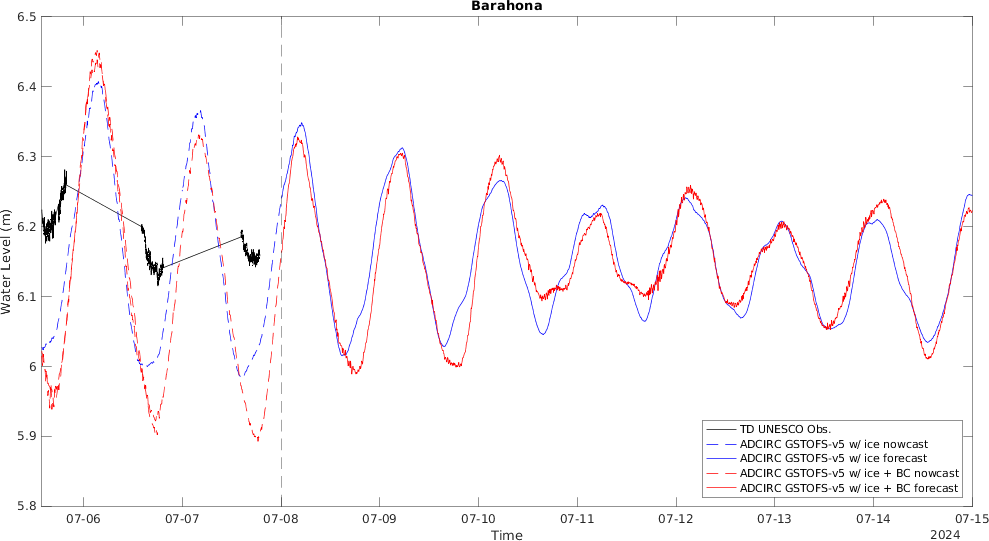 Barahona
6.5
6.4
6.3
6.2
6.1
6
5.9
5.8
Water Level (m)
TD UNESCO Obs.
ADCIRC GSTOFS-v5 w/ ice nowcast
ADCIRC GSTOFS-v5 w/ ice forecast
ADCIRC GSTOFS-v5 w/ ice + BC nowcast
ADCIRC GSTOFS-v5 w/ ice + BC forecast
07-06 07-07 07-08 07-09 07-10 07-11 07-12 07-13 07-14 07-15
Time
2024